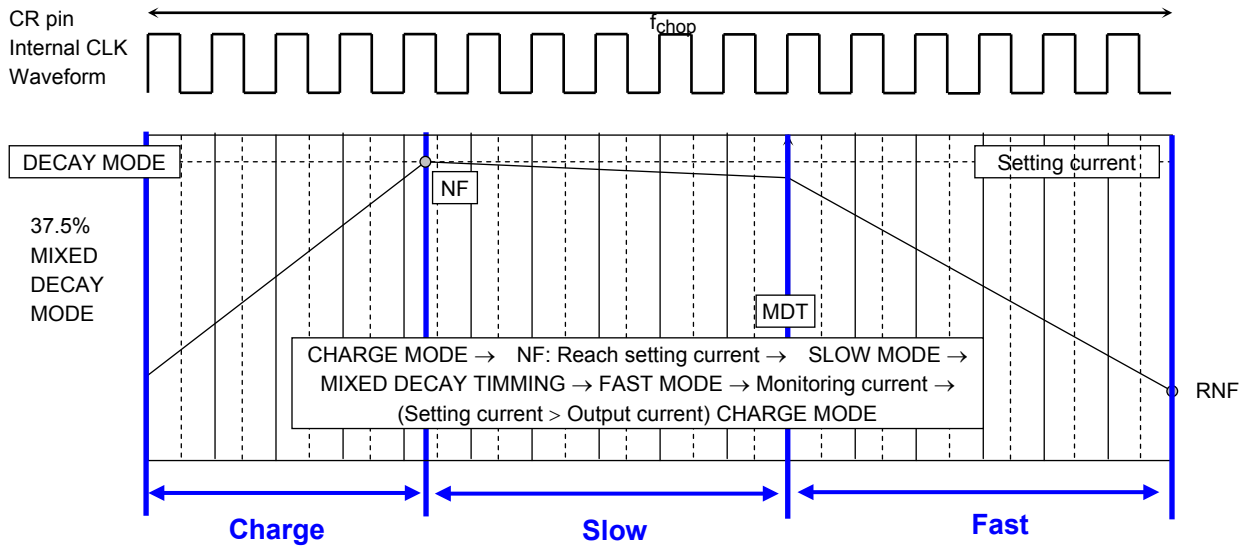 CR pin
Internal CLK
Waveform
fchop
DECAY MODE
Setting current
NF
37.5%
MIXED
DECAY
MODE
MDT
CHARGE MODE → NF: Reach setting current → SLOW MODE →
MIXED DECAY TIMMING → FAST MODE → Monitoring current →
(Setting current > Output current) CHARGE MODE
RNF
Charge
Slow
Fast